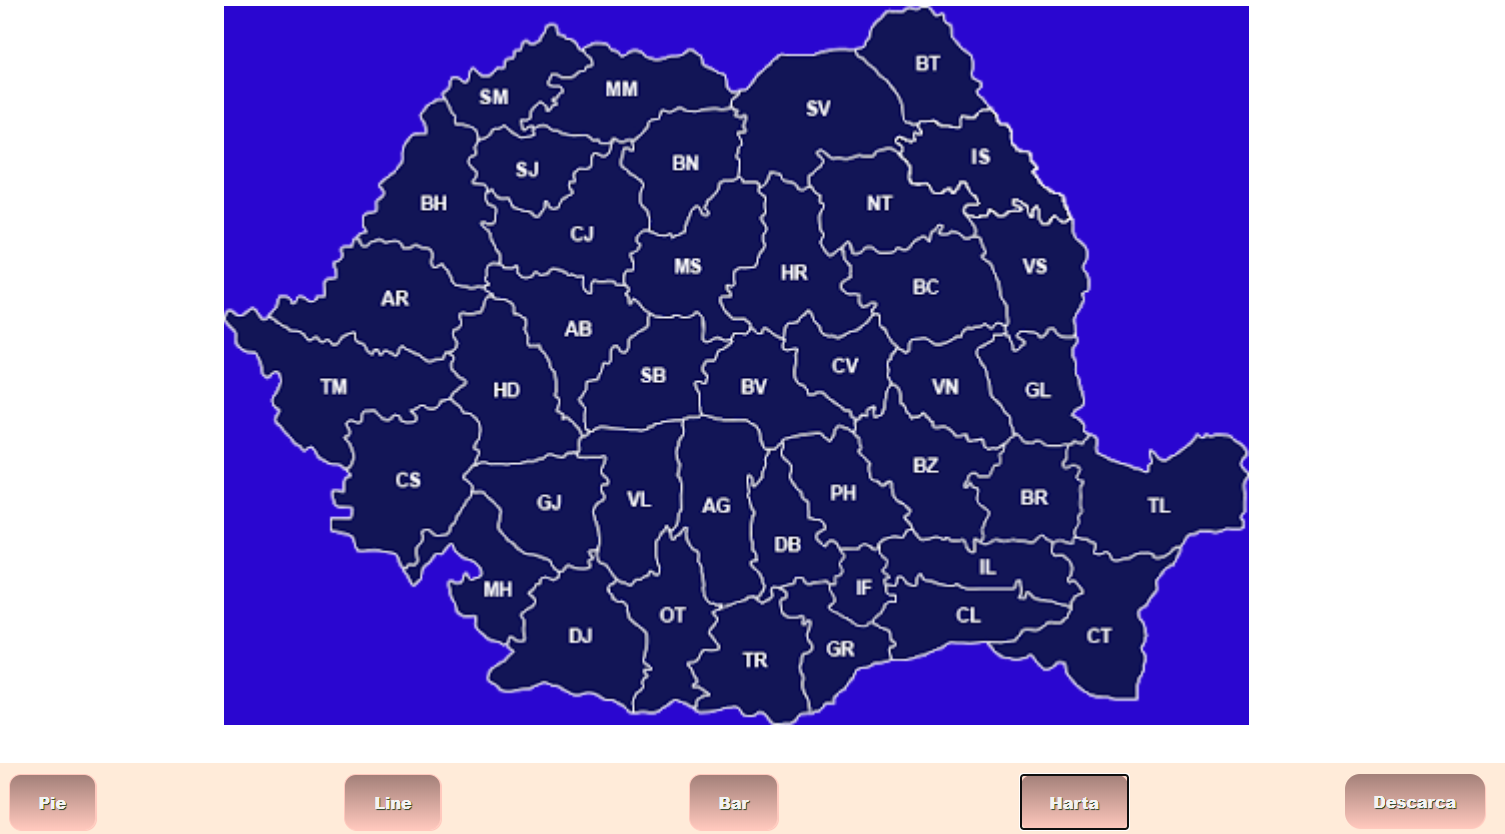 BT
MM
SM
SV
IS
BN
SJ
BH
NT
CJ
MS
HR
VS
BC
AR
AB
CV
SB
TM
BV
VN
HD
GL
BZ
CS
PH
BR
VL
GJ
AG
TL
DB
IL
IF
MH
OT
CL
DJ
CT
GR
TR
Pie Line Bar Harta Descarca